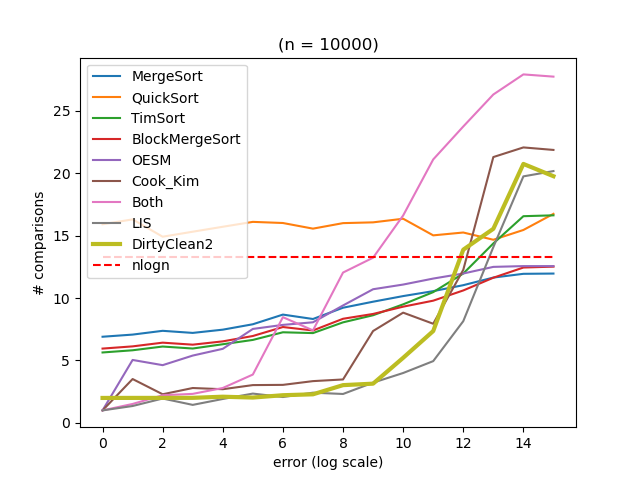 (n = 10000)
MergeSort
QuickSort
TimSort
BlockMergeSort
OESM
Cook_Kim
Both
LIS
DirtyClean2
nlogn
# comparisons
25
20
15
10
5
0
0 2 4 6 8 10 12 14
error (log scale)